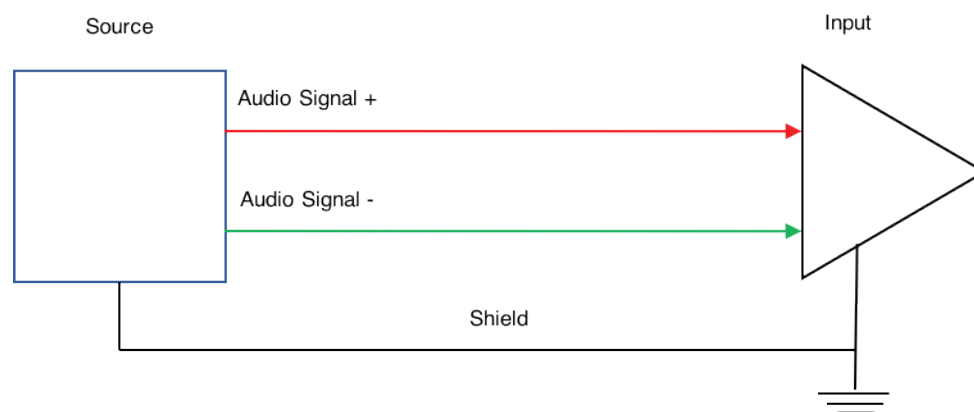 Source
Input
Audio Signal +
Audio Signal -
Shield